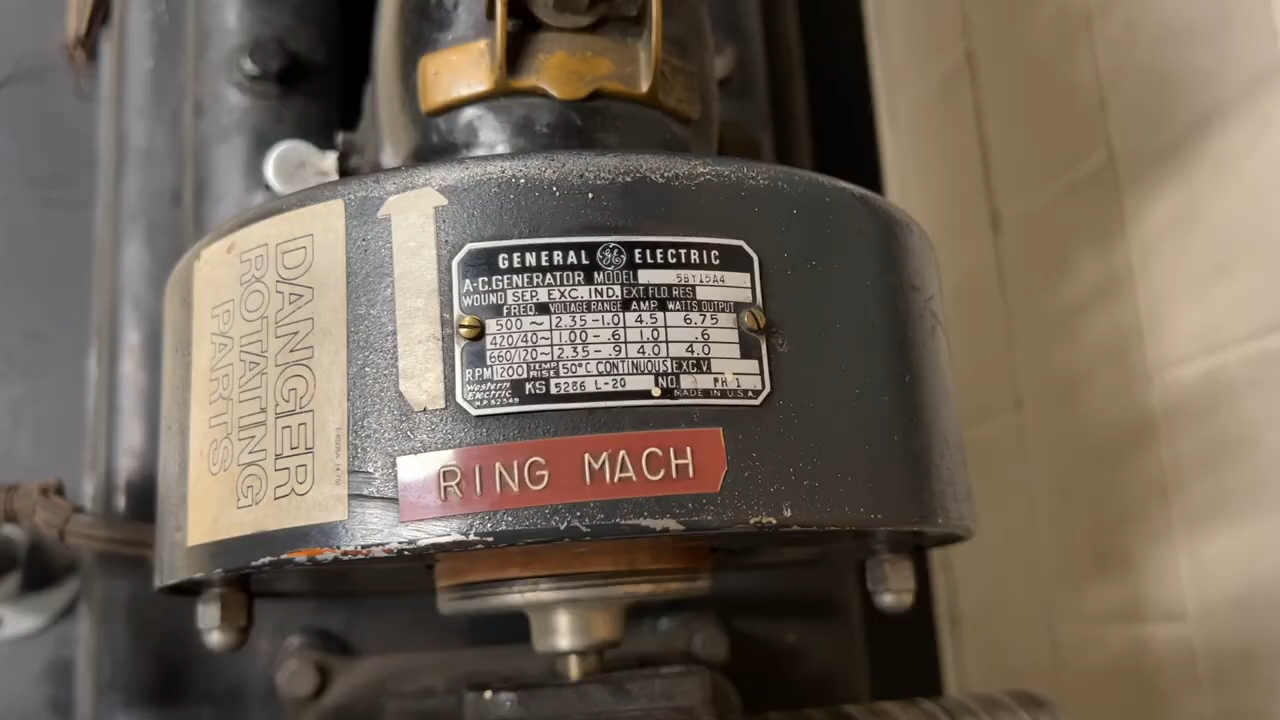 DANGER
ROTATING
PARTS
GENERAL GE ELECTRIC
A-C. GENERATOR MODEL 5BY15A4
WOUND SEP. EXC. IND. EXT. FLD. RES.
FREQ. VOLTAGE RANGE AMP. WATTS OUTPUT
500 ~ 2.35 - 1.0 4.5 6.75
420/40 ~ 1.00 - .6 1.0 .6
660/120 ~ 2.35 - .9 4.0 4.0
R.P.M 1200 TEMP. RISE 50°C CONTINUOUS EXC. V.
Western Electric KS 5286 L-20 NO. PH 1
N.P. 52549 MADE IN U.S.A.
RING MACH